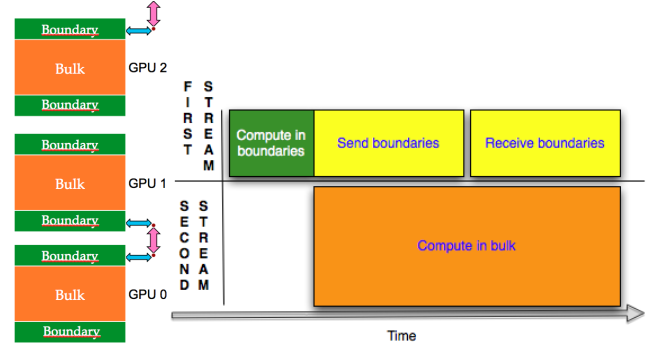 Boundary
Bulk
GPU 2
Boundary
Boundary
Bulk
GPU 1
Boundary
Boundary
Bulk
GPU 0
Boundary
FIRST
STREAM
Compute in
boundaries
Send boundaries
Receive boundaries
SECOND
STREAM
Compute in bulk
Time